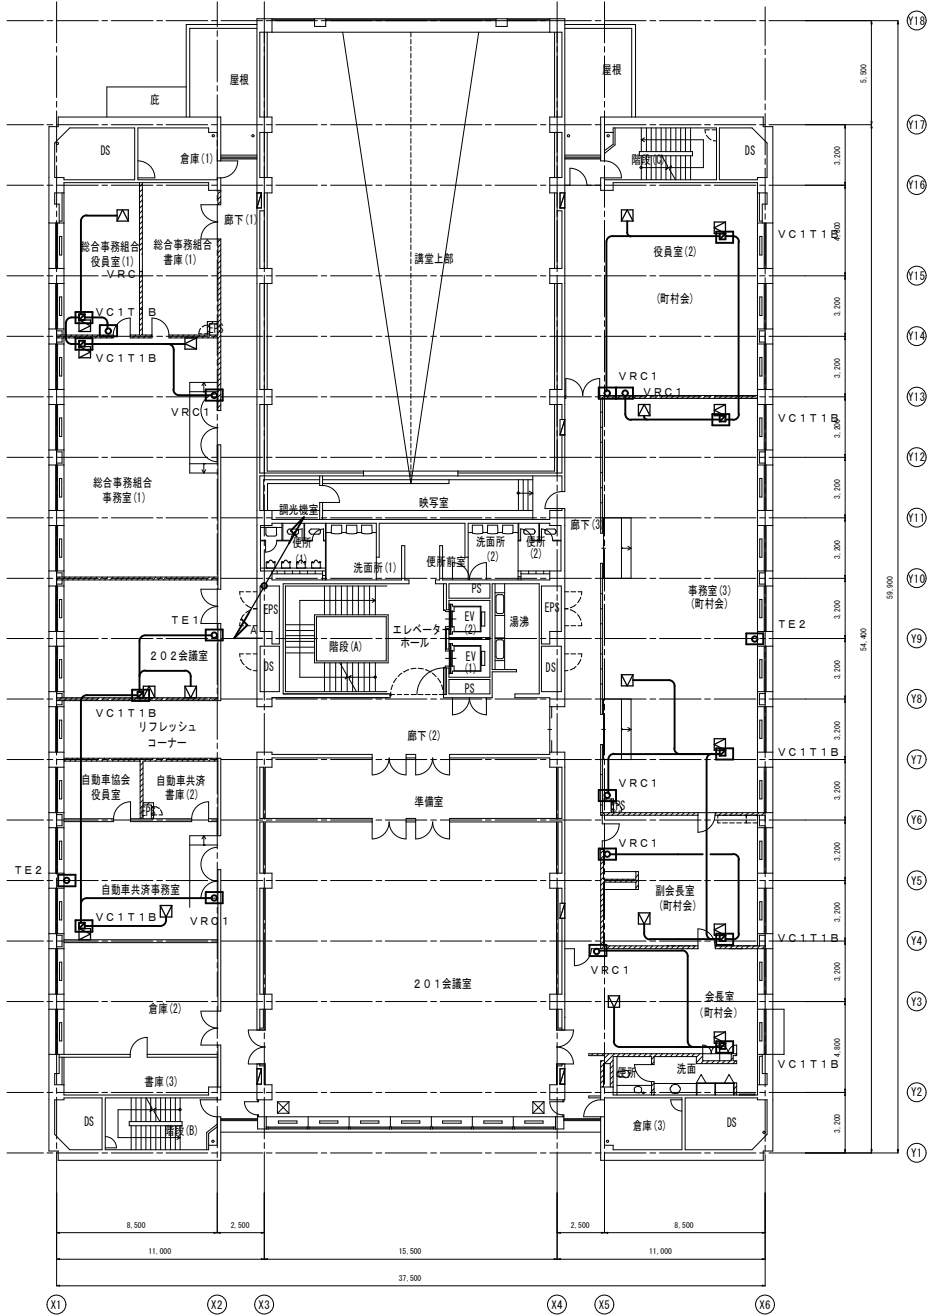 Y18
屋根
屋根
5,500
庇
Y17
DS
倉庫(1)
階段(C)
DS
3,200
Y16
廊下(1)
VC1T1B
4,800
総合事務組合
役員室(1)
総合事務組合
書庫(1)
役員室(2)
講堂上部
VRC1
Y15
(町村会)
3,200
VC1T1B
EPS
Y14
VC1T1B
3,200
VRC1
VRC1
Y13
VRC1
VC1T1B
3,200
Y12
総合事務組合
事務室(1)
映写室
3,200
調光機室
Y11
便所
(1)
洗面所(1)
便所前室
洗面所
(2)
便所
(2)
廊下(3)
3,200
Y10
59,900
PS
事務室(3)
(町村会)
EPS
EPS
TE1
A
EV
(2)
湯沸
エレベーター
ホール
3,200
TE2
Y9
54,400
202会議室
階段(A)
EV
(1)
DS
DS
3,200
PS
Y8
VC1T1B
リフレッシュ
コーナー
廊下(2)
3,200
VC1T1B
Y7
自動車協会
役員室
自動車共済
書庫(2)
準備室
VRC1
3,200
EPS
EPS
Y6
VRC1
3,200
TE2
Y5
自動車共済事務室
副会長室
(町村会)
VC1T1B
VRC1
3,200
VC1T1B
Y4
VRC1
201会議室
3,200
会長室
(町村会)
Y3
倉庫(2)
4,800
VC1T1B
便所
洗面
書庫(3)
Y2
DS
階段(B)
倉庫(3)
DS
3,200
Y1
8,500
2,500
2,500
8,500
11,000
15,500
11,000
37,500
X1
X2
X3
X4
X5
X6